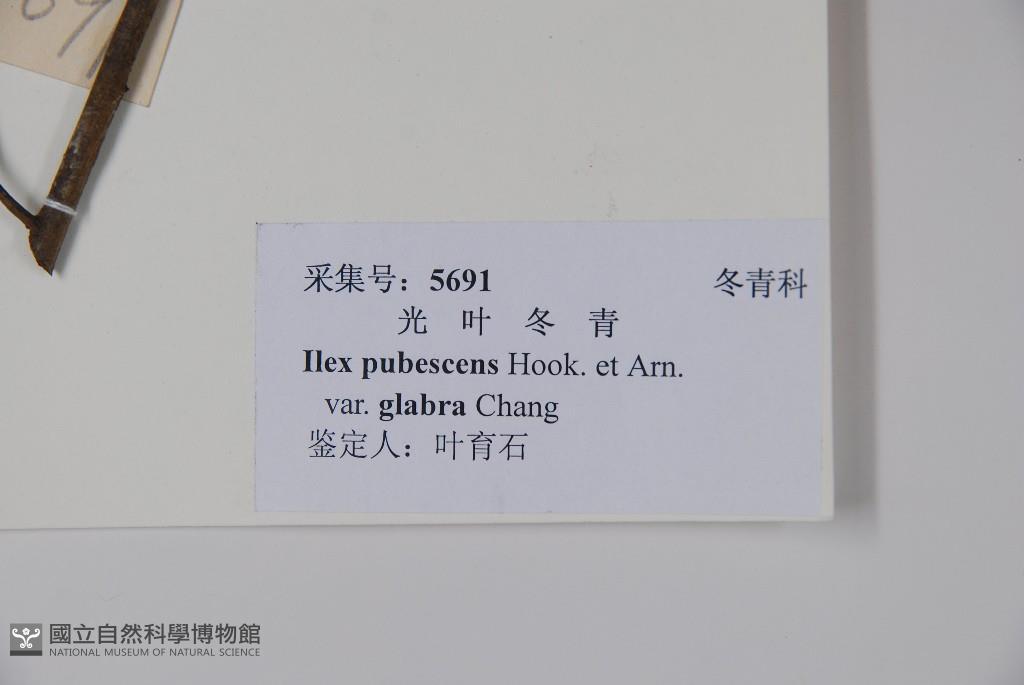 采集号：5691 冬青科
光 叶 冬 青
Ilex pubescens Hook. et Arn.
var. glabra Chang
鉴定人：叶育石
國立自然科學博物館
NATIONAL MUSEUM OF NATURAL SCIENCE